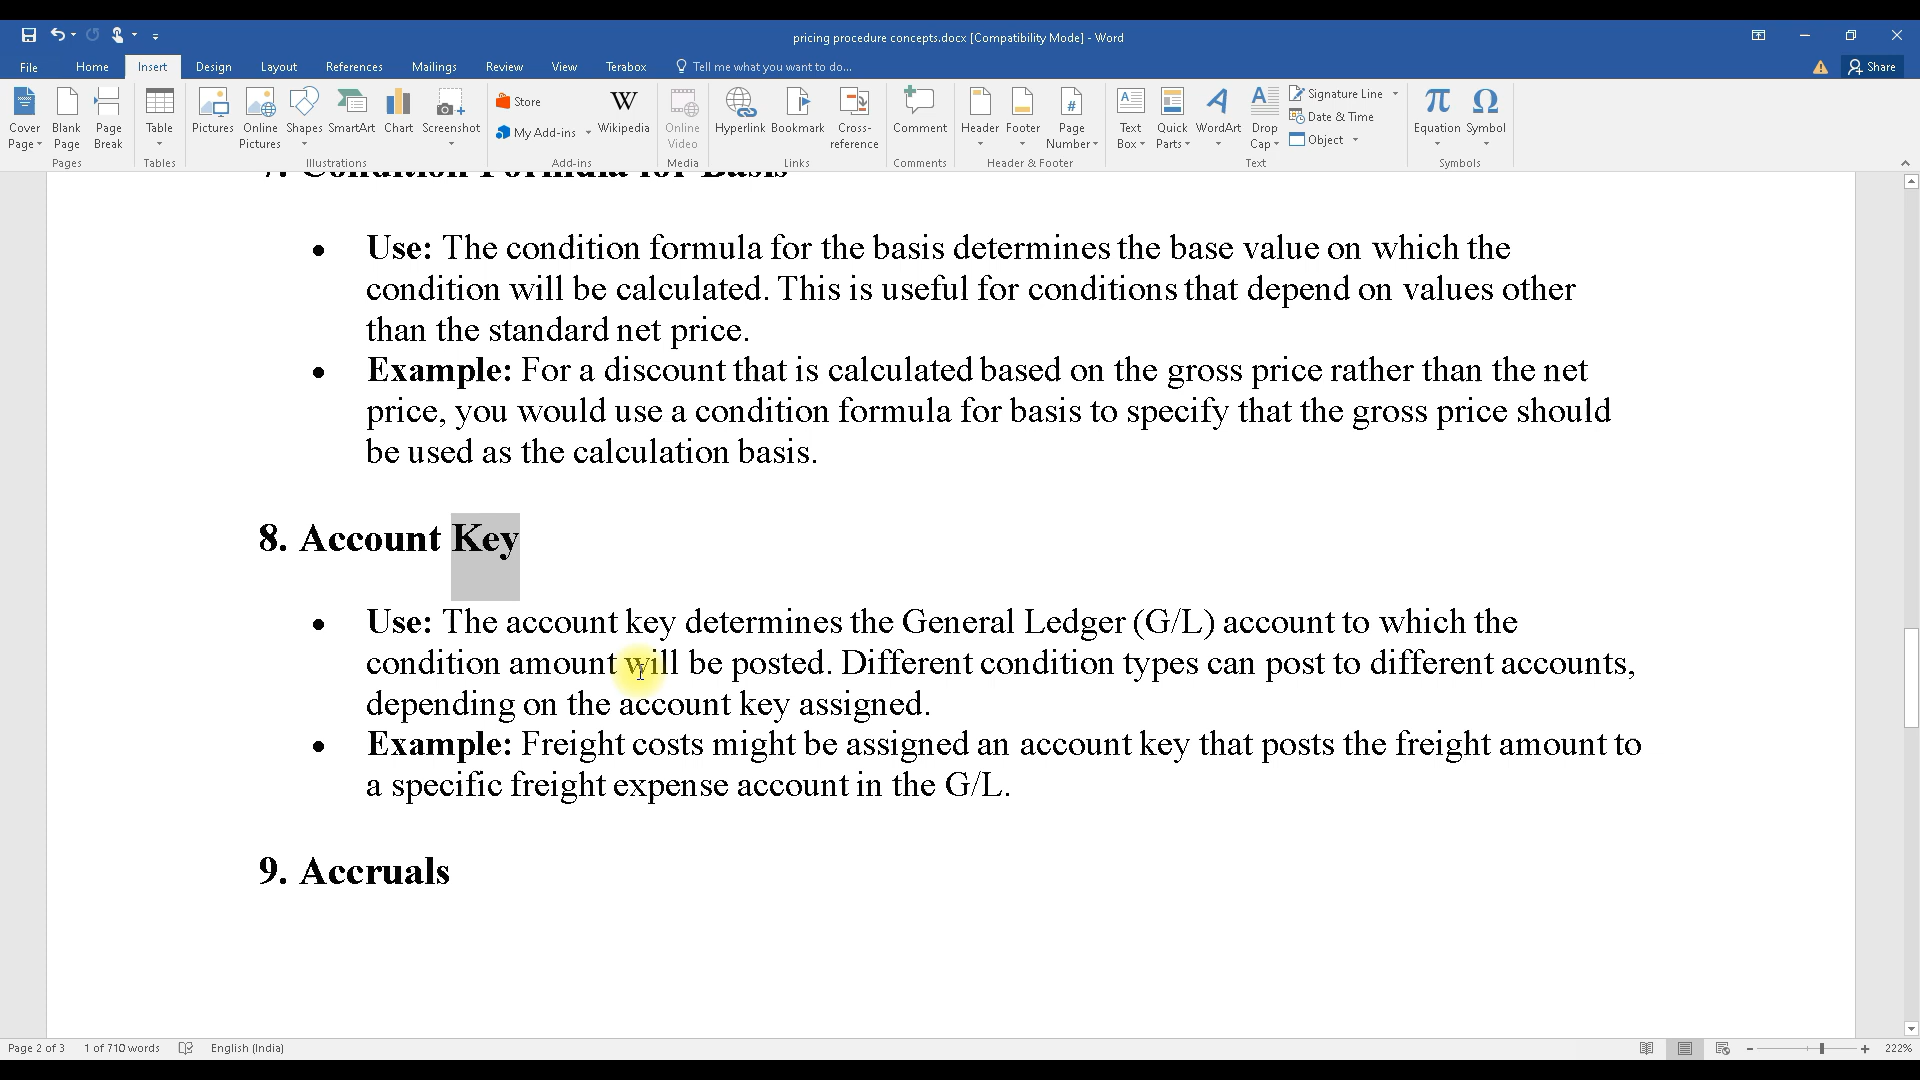 pricing procedure concepts.docx [Compatibility Mode] - Word
File Home Insert Design Layout References Mailings Review View Terabox Tell me what you want to do... Share
Cover Page Blank Page Page Break Table Pictures Online Pictures Shapes SmartArt Chart Screenshot Store My Add-ins Wikipedia Online Video Hyperlink Bookmark Cross-reference Comment Header Footer Page Number Text Box Quick Parts WordArt Drop Cap Signature Line Date & Time Object Equation Symbol
Pages Tables Illustrations Add-ins Media Links Comments Header & Footer Text Symbols
7. Condition Formula for Basis
• Use: The condition formula for the basis determines the base value on which the
condition will be calculated. This is useful for conditions that depend on values other
than the standard net price.
• Example: For a discount that is calculated based on the gross price rather than the net
price, you would use a condition formula for basis to specify that the gross price should
be used as the calculation basis.
8. Account Key
• Use: The account key determines the General Ledger (G/L) account to which the
condition amount will be posted. Different condition types can post to different accounts,
depending on the account key assigned.
• Example: Freight costs might be assigned an account key that posts the freight amount to
a specific freight expense account in the G/L.
9. Accruals
Page 2 of 3 1 of 710 words English (India) 222%